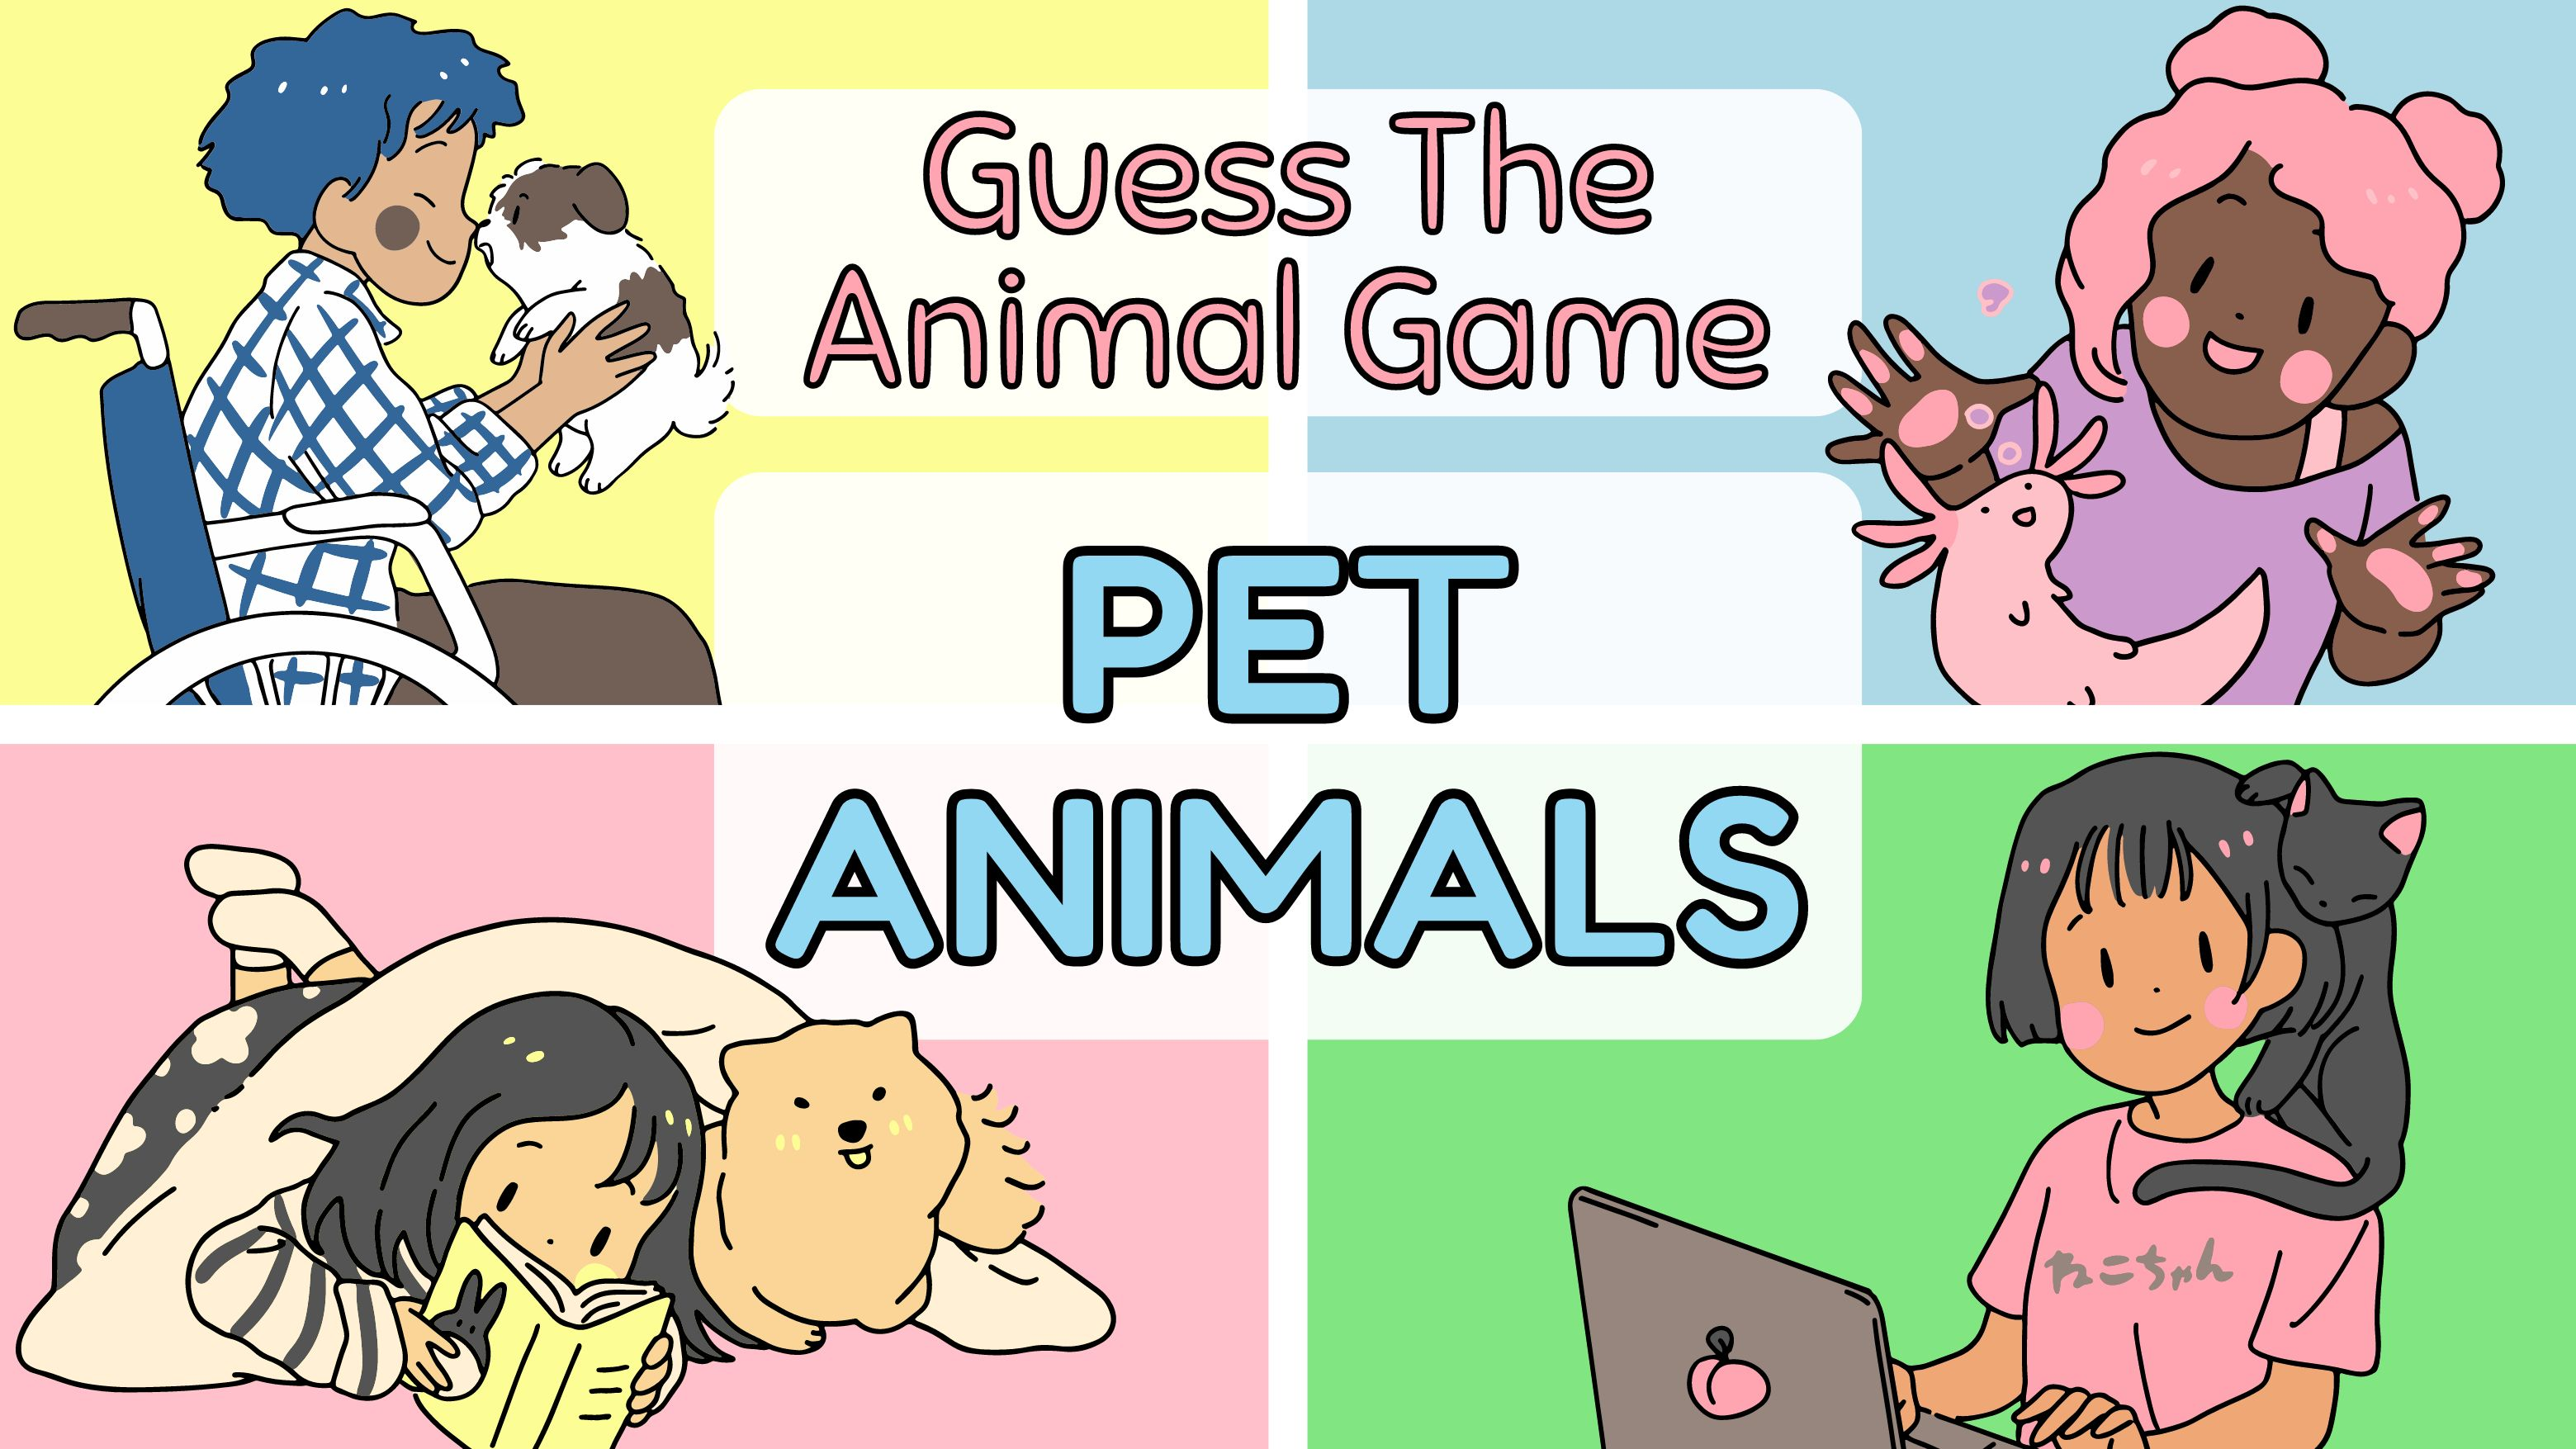 Guess The
Animal Game
PET
ANIMALS
ねこちゃん